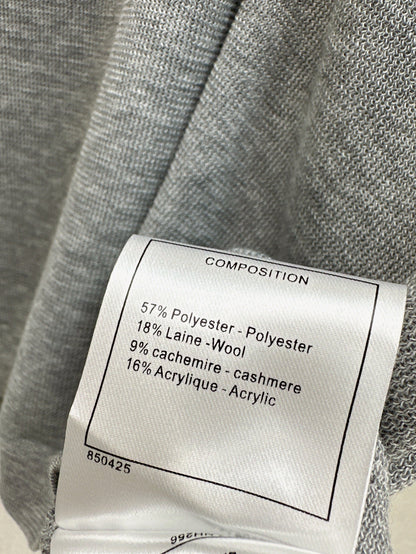 COMPOSITION
57% Polyester - Polyester
18% Laine -Wool
9% cachemire - cashmere
16% Acrylique - Acrylic
850425